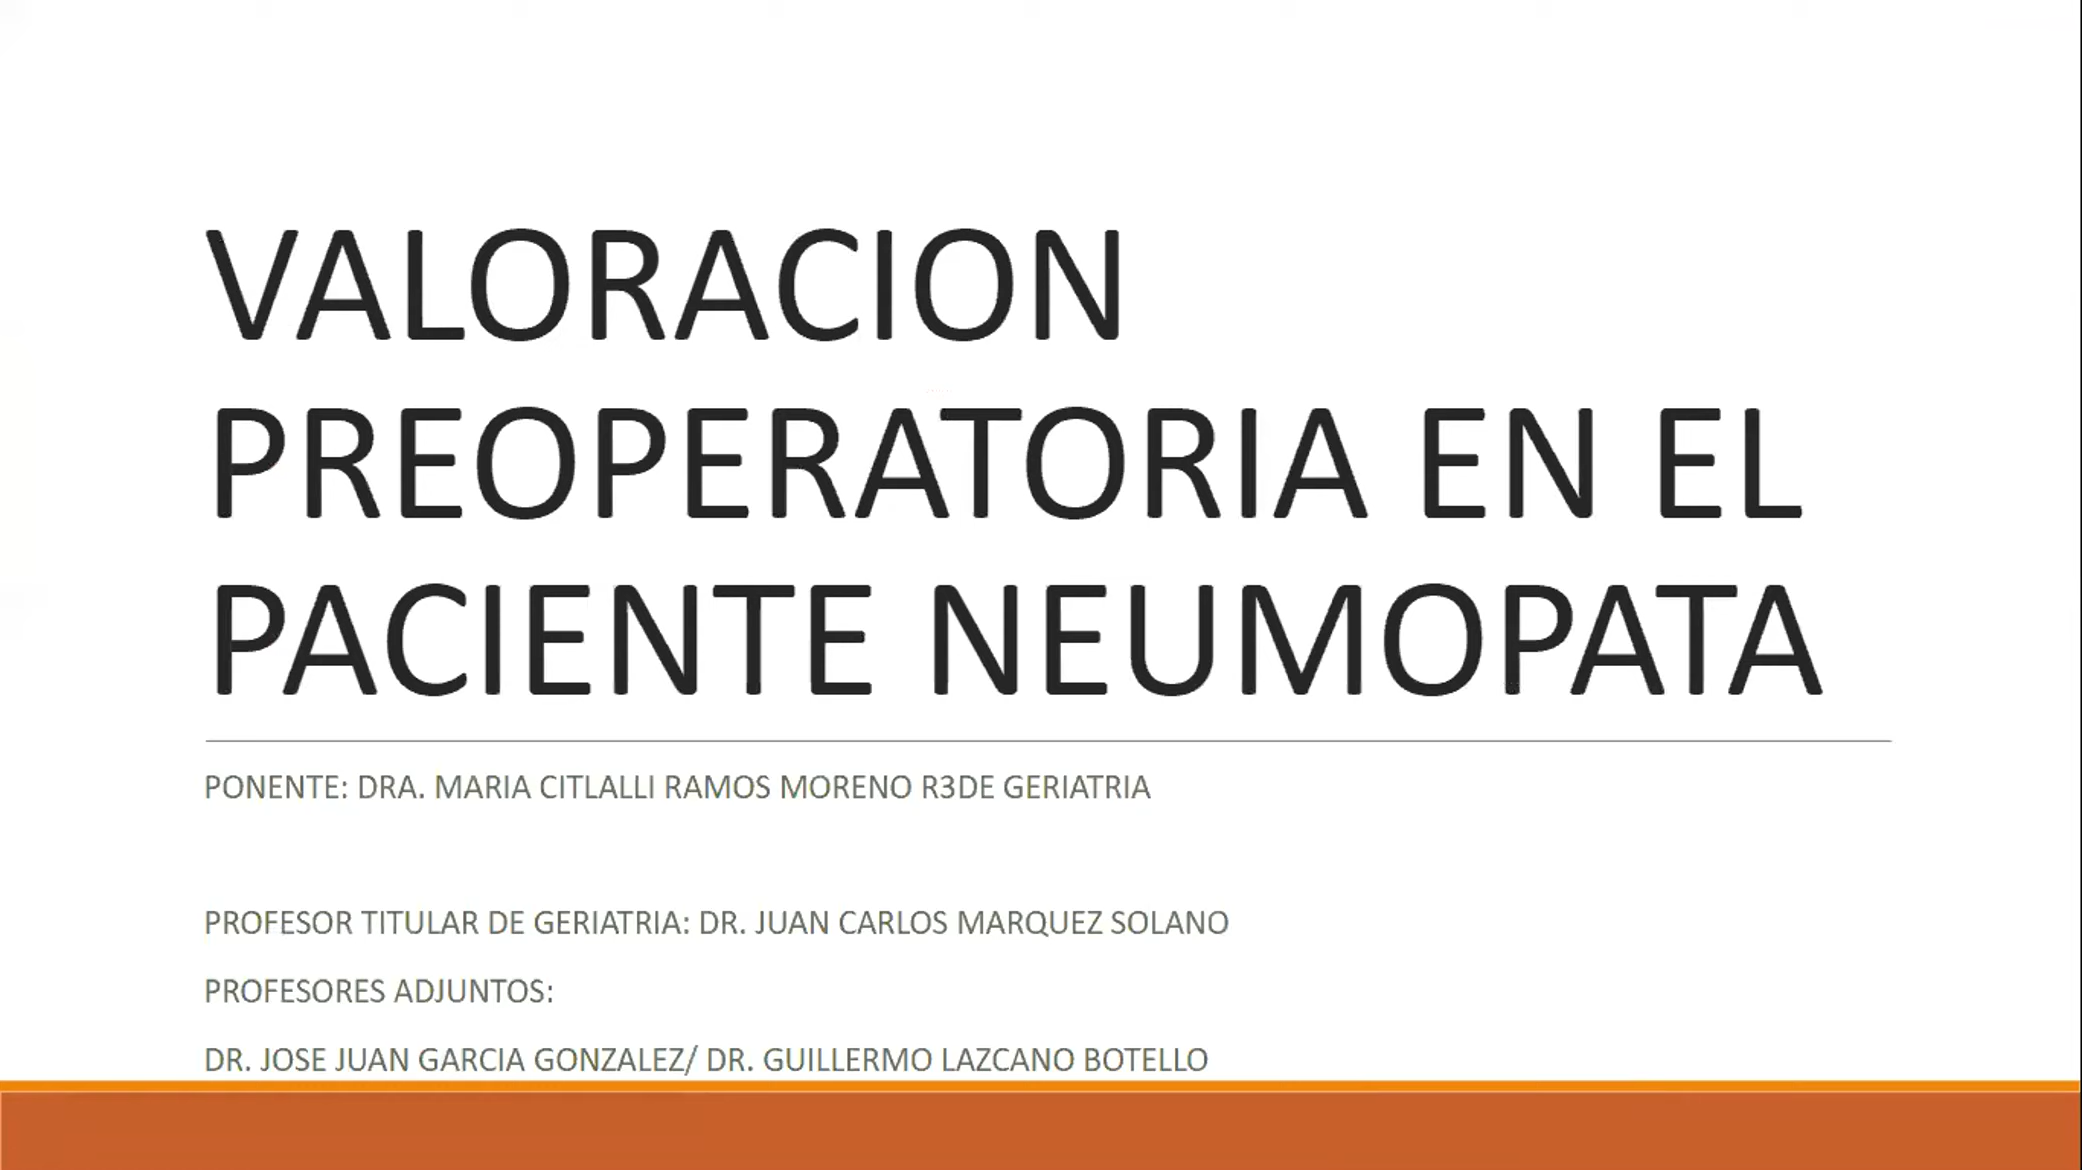 VALORACION
PREOPERATORIA EN EL
PACIENTE NEUMOPATA
PONENTE: DRA. MARIA CITLALLI RAMOS MORENO R3DE GERIATRIA
PROFESOR TITULAR DE GERIATRIA: DR. JUAN CARLOS MARQUEZ SOLANO
PROFESORES ADJUNTOS:
DR. JOSE JUAN GARCIA GONZALEZ/ DR. GUILLERMO LAZCANO BOTELLO